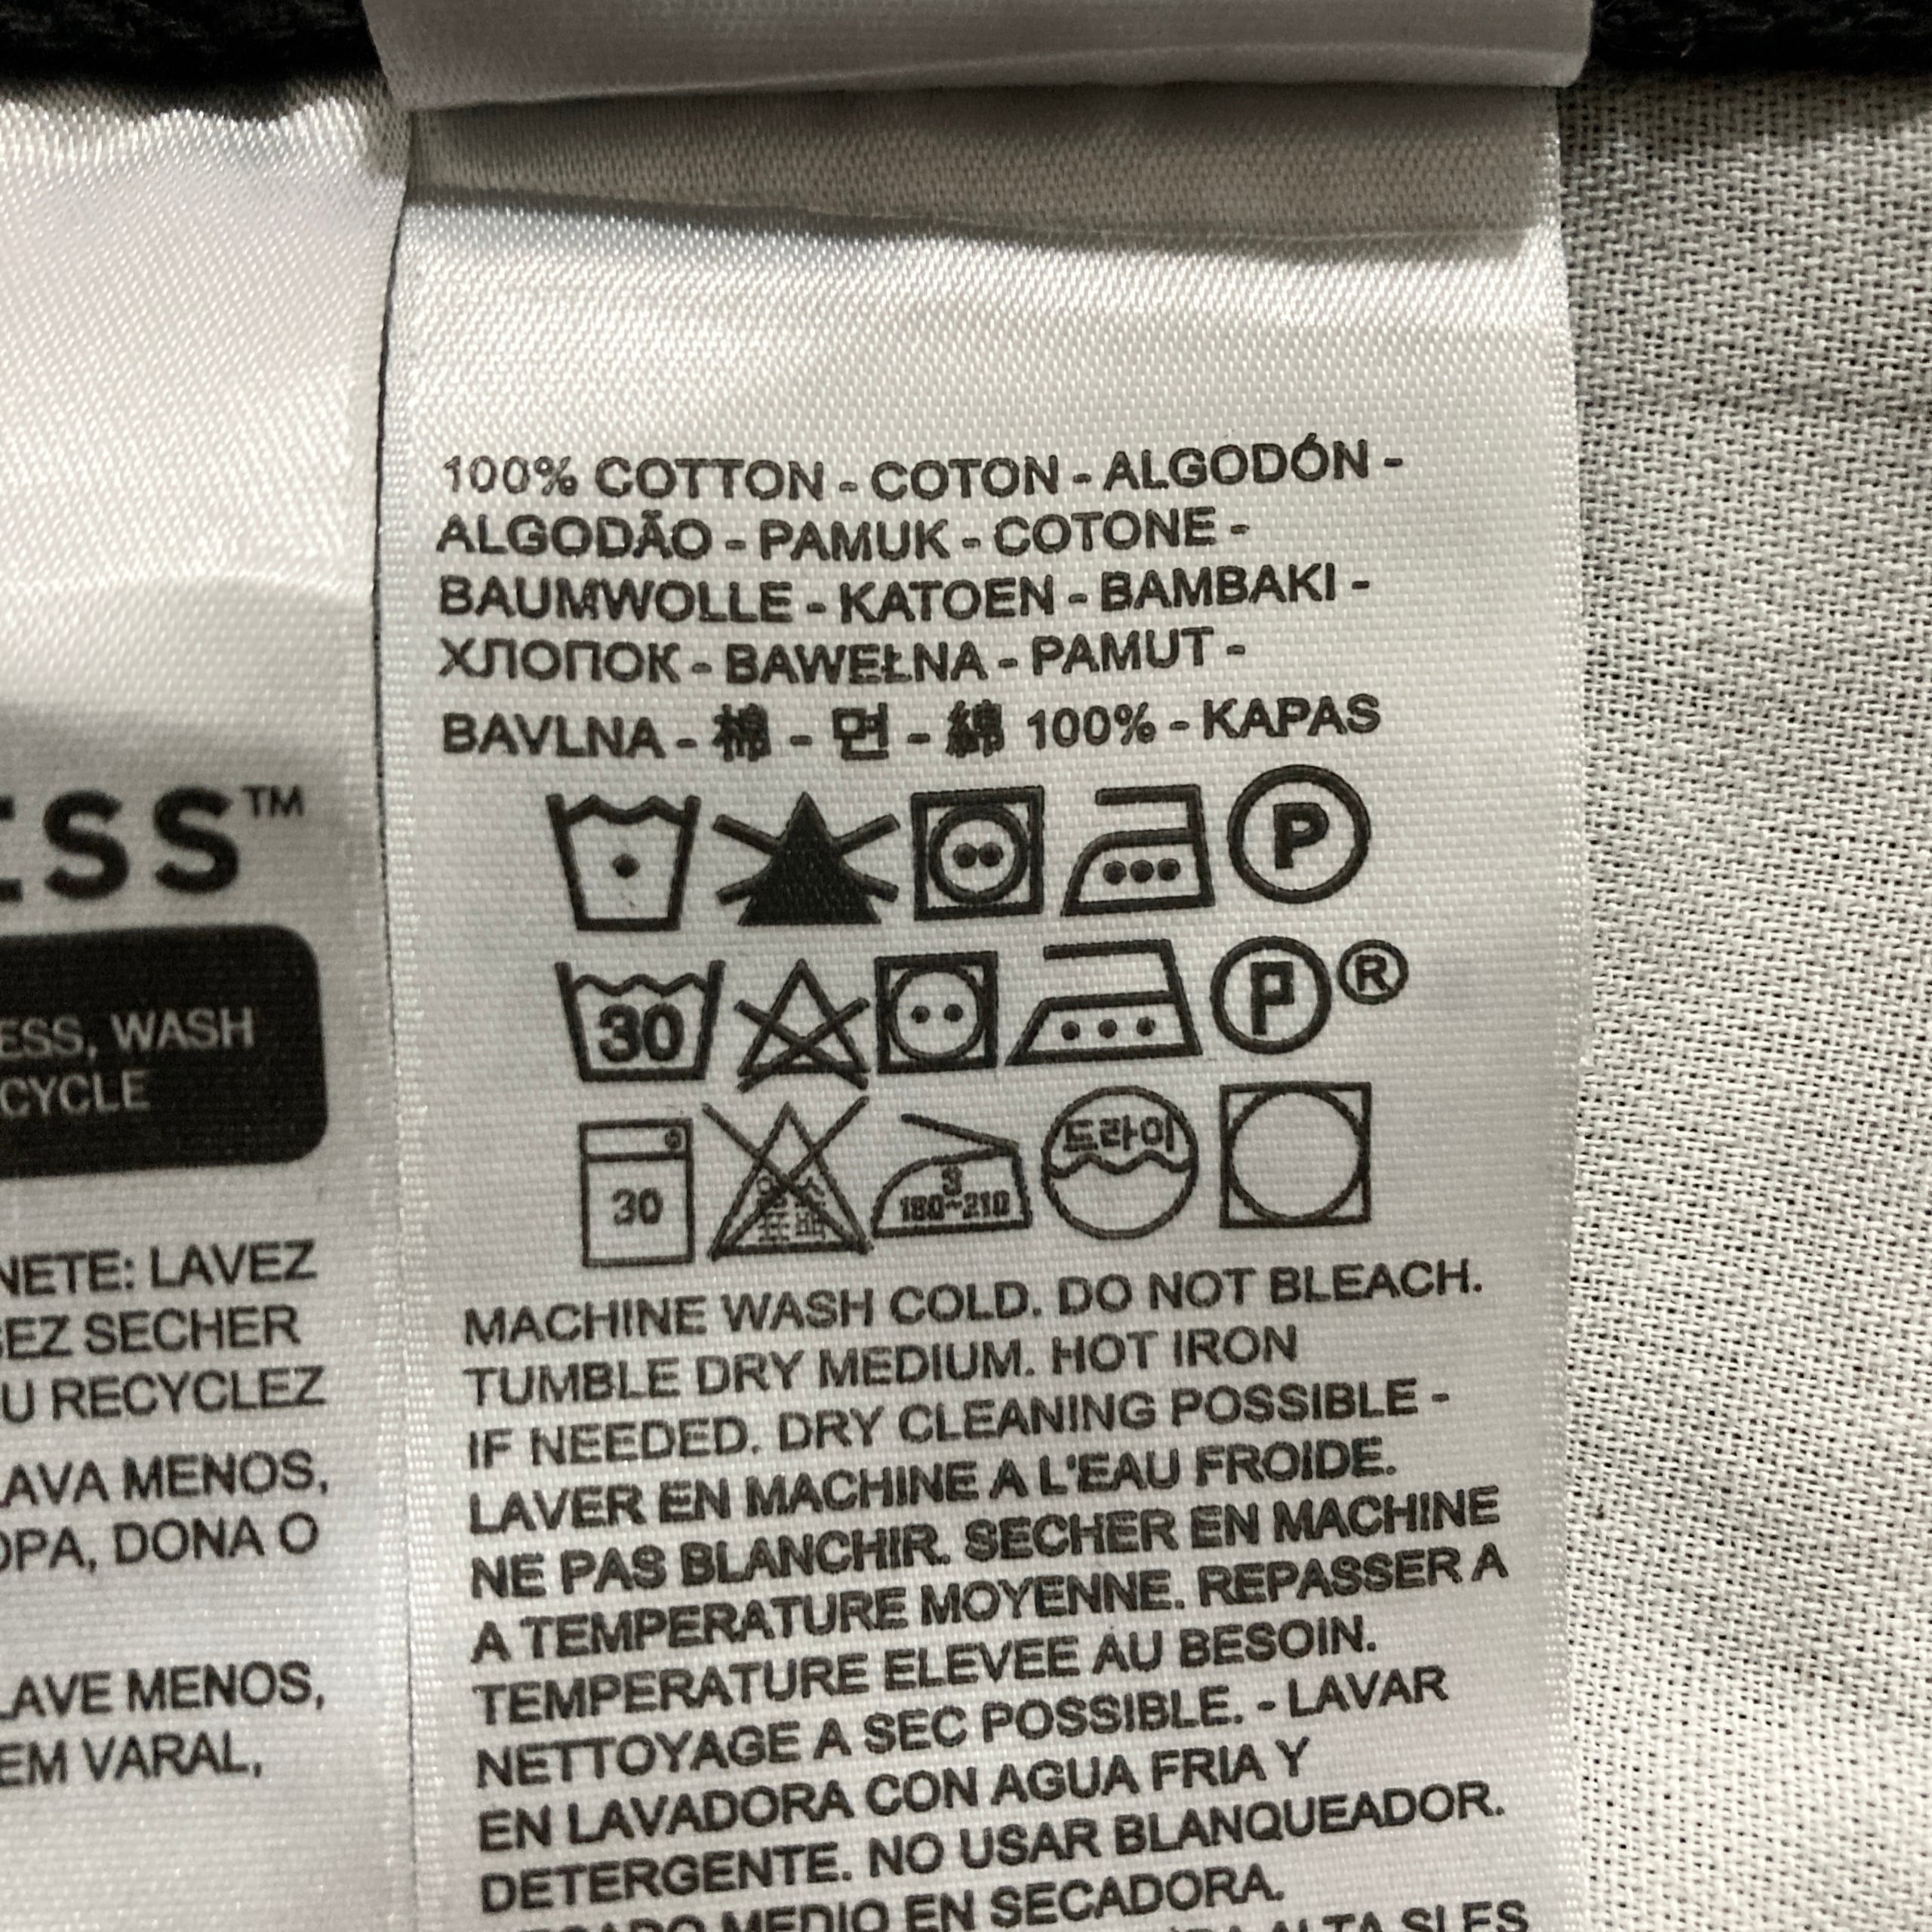 100% COTTON - COTON - ALGODÓN -
ALGODÃO - PAMUK - COTONE -
BAUMWOLLE - KATOEN - BAMBAKI -
ХЛОПОК - BAWEŁNA - PAMUT -
BAVLNA - 棉 - 면 - 綿 100% - KAPAS
P
30 P ®
30 3 180~210 드라이
MACHINE WASH COLD. DO NOT BLEACH.
TUMBLE DRY MEDIUM. HOT IRON
IF NEEDED. DRY CLEANING POSSIBLE -
LAVER EN MACHINE A L'EAU FROIDE.
NE PAS BLANCHIR. SECHER EN MACHINE
A TEMPERATURE MOYENNE. REPASSER A
TEMPERATURE ELEVEE AU BESOIN.
NETTOYAGE A SEC POSSIBLE. - LAVAR
EN LAVADORA CON AGUA FRIA Y
DETERGENTE. NO USAR BLANQUEADOR.
MEDIO EN SECADORA.
ALTA SI ES
ESS™
ESS, WASH
CYCLE
NETE: LAVEZ
EZ SECHER
U RECYCLEZ
LAVA MENOS,
OPA, DONA O
LAVE MENOS,
EM VARAL,